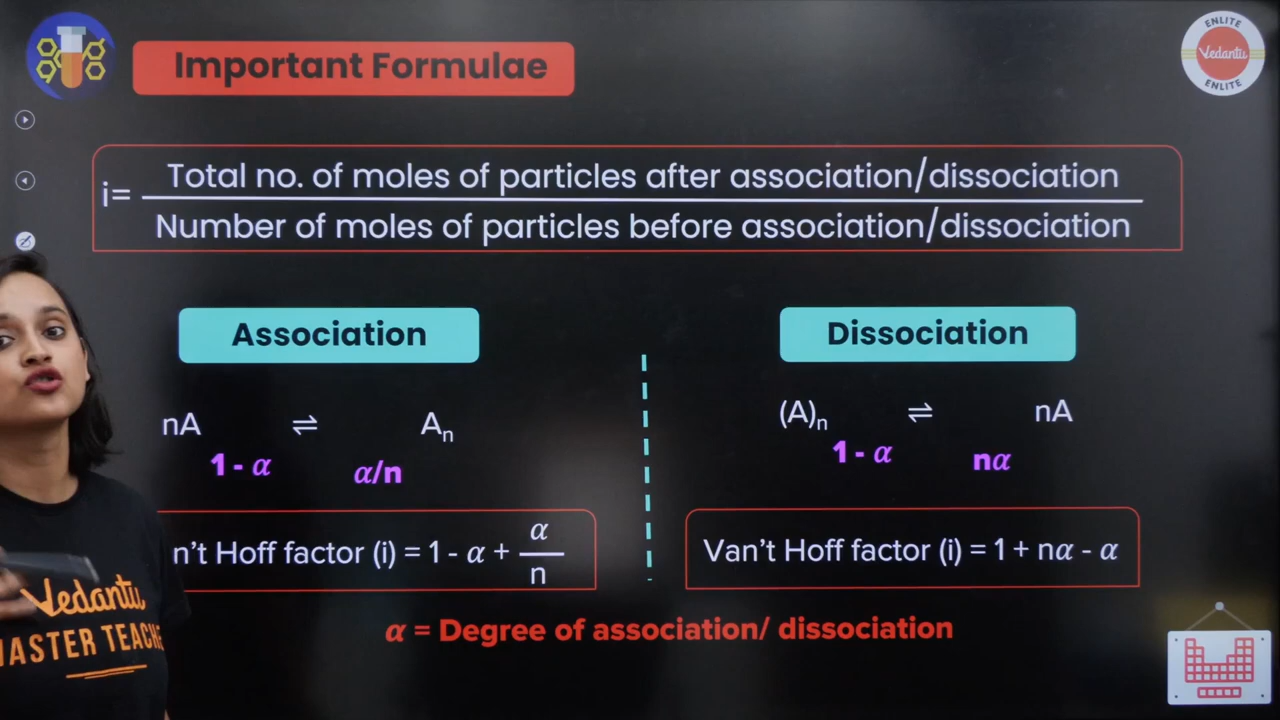 Important Formulae
ENLITE
Vedantu
ENLITE
i= Total no. of moles of particles after association/dissociation
Number of moles of particles before association/dissociation
Association
Dissociation
nA ⇌ Aₙ
1 - α α/n
(A)ₙ ⇌ nA
1 - α nα
n't Hoff factor (i) = 1 - α + α/n
Van't Hoff factor (i) = 1 + nα - α
α = Degree of association/ dissociation
Vedantu
MASTER TEACHE